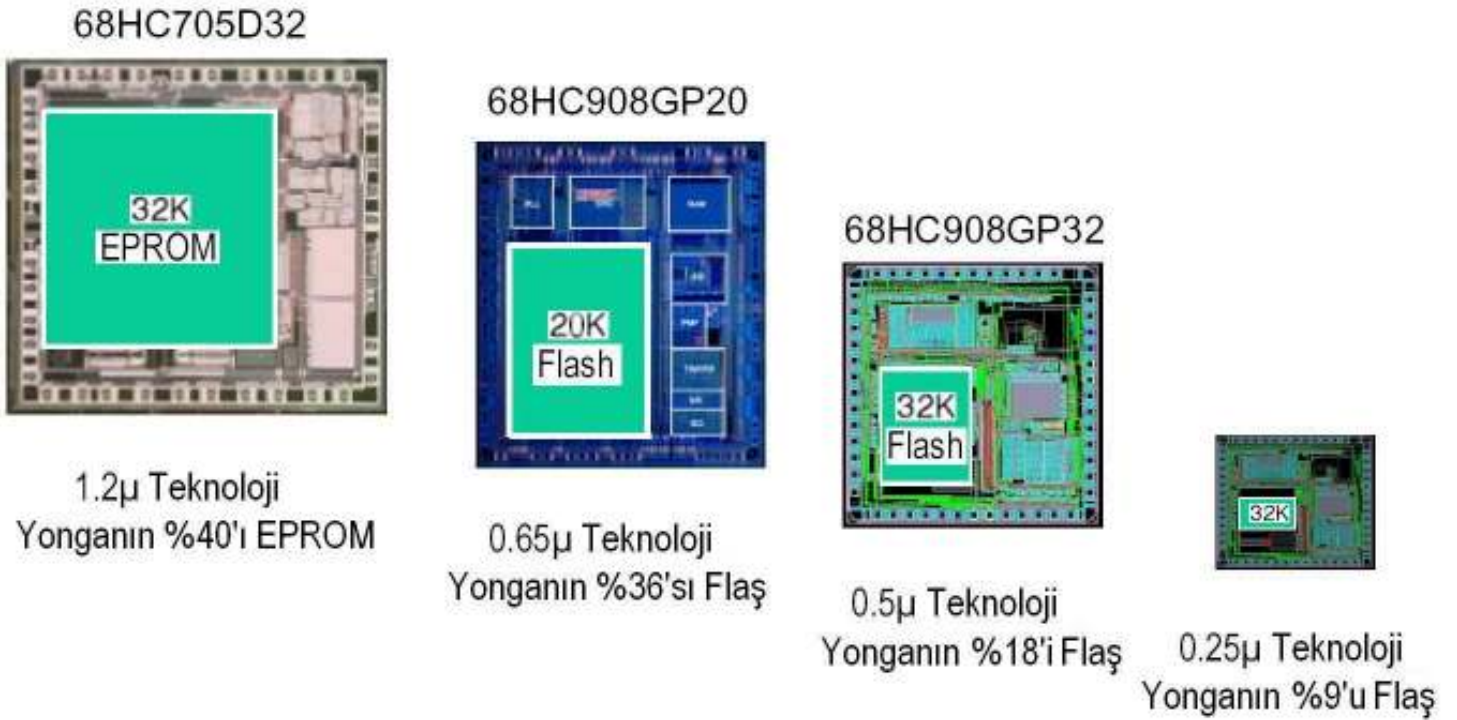 68HC705D32
32K
EPROM
1.2µ Teknoloji
Yonganın %40'ı EPROM
68HC908GP20
20K
Flash
0.65µ Teknoloji
Yonganın %36'sı Flaş
68HC908GP32
32K
Flash
0.5µ Teknoloji
Yonganın %18'i Flaş
32K
0.25µ Teknoloji
Yonganın %9'u Flaş